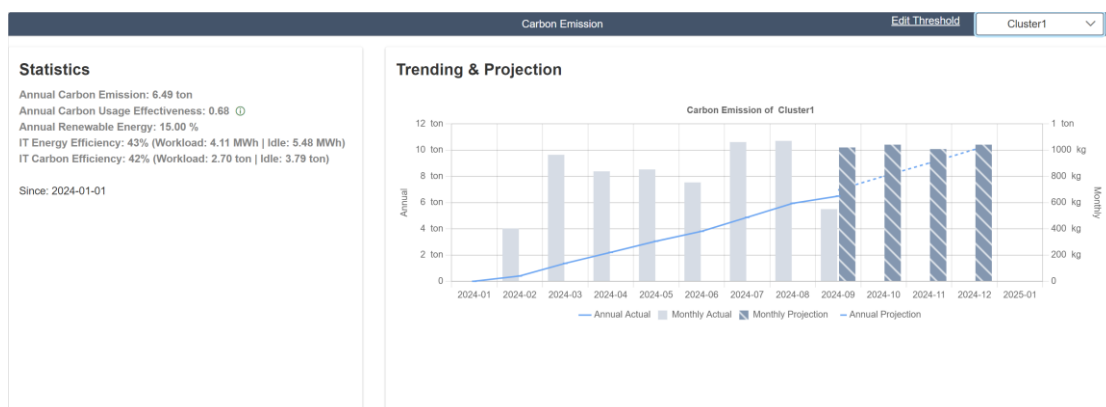 Carbon Emission
Edit Threshold
Cluster1
Statistics
Annual Carbon Emission: 6.49 ton
Annual Carbon Usage Effectiveness: 0.68
Annual Renewable Energy: 15.00 %
IT Energy Efficiency: 43% (Workload: 4.11 MWh | Idle: 5.48 MWh)
IT Carbon Efficiency: 42% (Workload: 2.70 ton | Idle: 3.79 ton)
Since: 2024-01-01
Trending & Projection
Carbon Emission of Cluster1
12 ton
10 ton
8 ton
6 ton
4 ton
2 ton
0
Annual
1 ton
1000 kg
800 kg
600 kg
400 kg
200 kg
0
Monthly
2024-01 2024-02 2024-03 2024-04 2024-05 2024-06 2024-07 2024-08 2024-09 2024-10 2024-11 2024-12 2025-01
Annual Actual Monthly Actual Monthly Projection Annual Projection